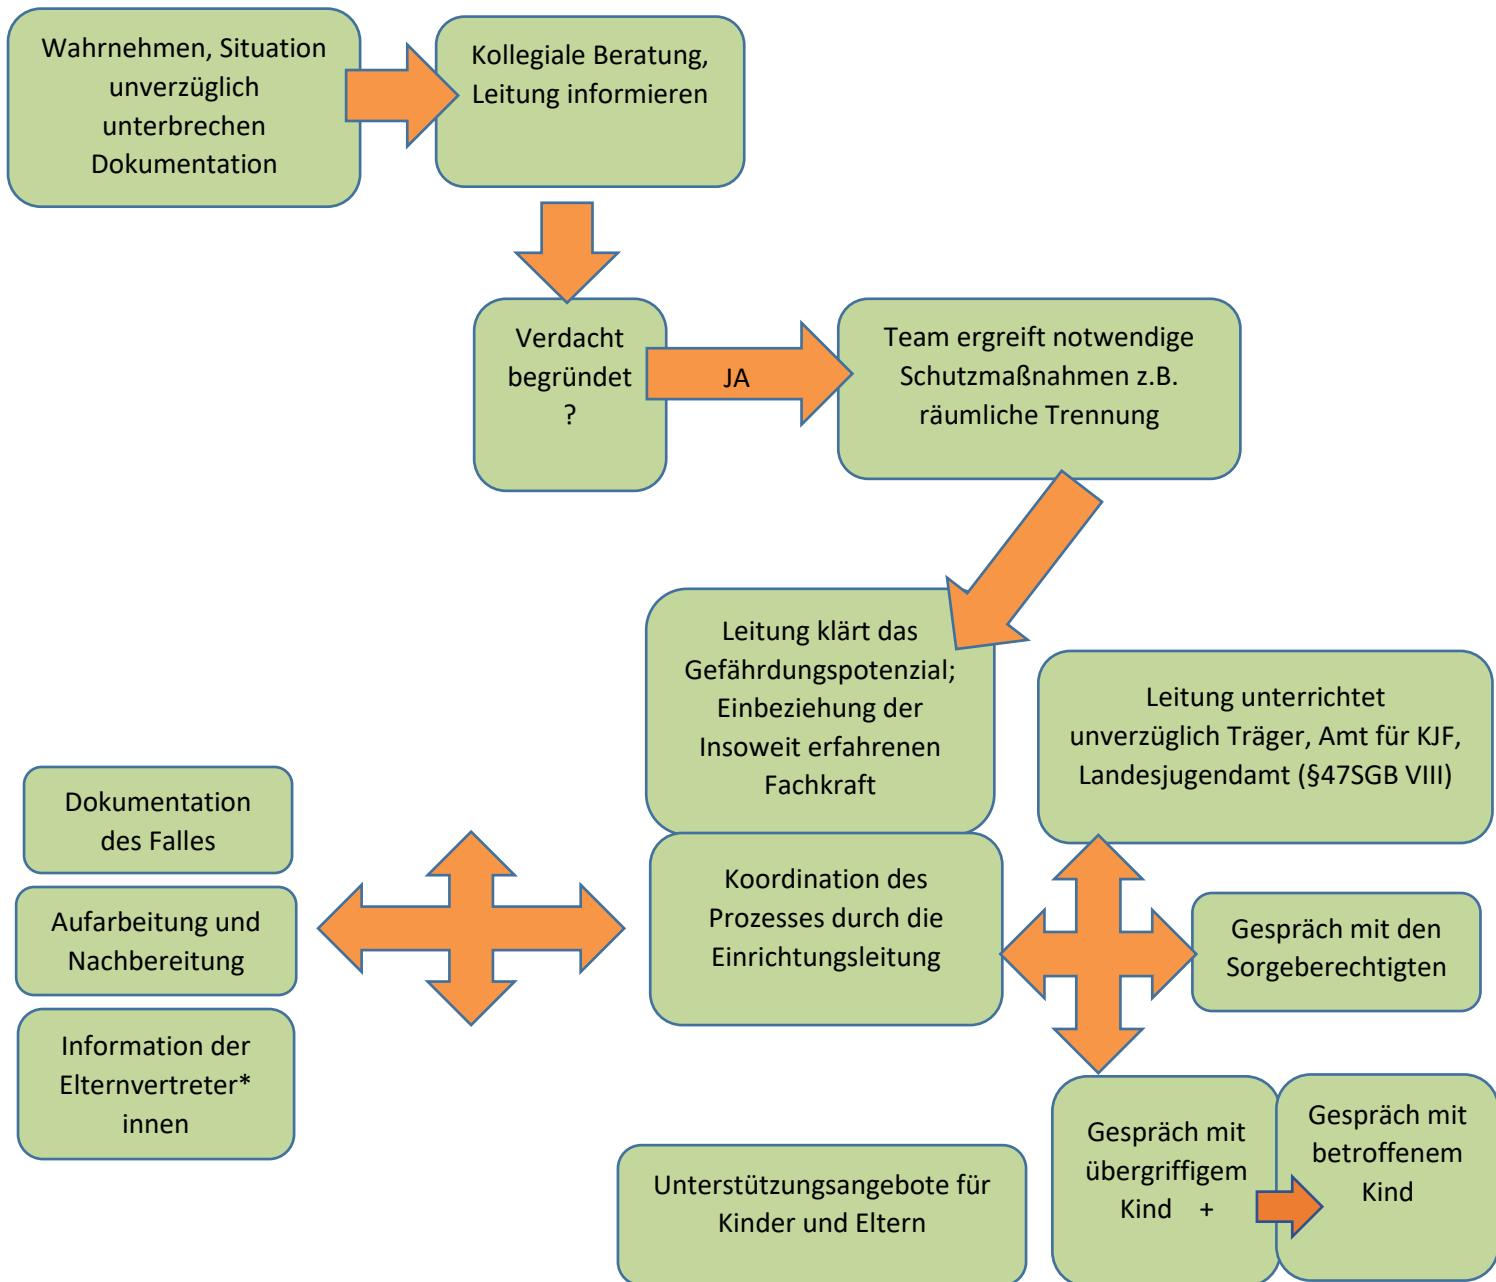 Wahrnehmen, Situation
unverzüglich
unterbrechen
Dokumentation
Kollegiale Beratung,
Leitung informieren
Verdacht
begründet
?
JA
Team ergreift notwendige
Schutzmaßnahmen z.B.
räumliche Trennung
Leitung klärt das
Gefährdungspotenzial;
Einbeziehung der
Insoweit erfahrenen
Fachkraft
Leitung unterrichtet
unverzüglich Träger, Amt für KJF,
Landesjugendamt (§47SGB VIII)
Dokumentation
des Falles
Aufarbeitung und
Nachbereitung
Information der
Elternvertreter*
innen
Koordination des
Prozesses durch die
Einrichtungsleitung
Gespräch mit den
Sorgeberechtigten
Gespräch mit
übergriffigem
Kind +
Gespräch mit
betroffenem
Kind
Unterstützungsangebote für
Kinder und Eltern